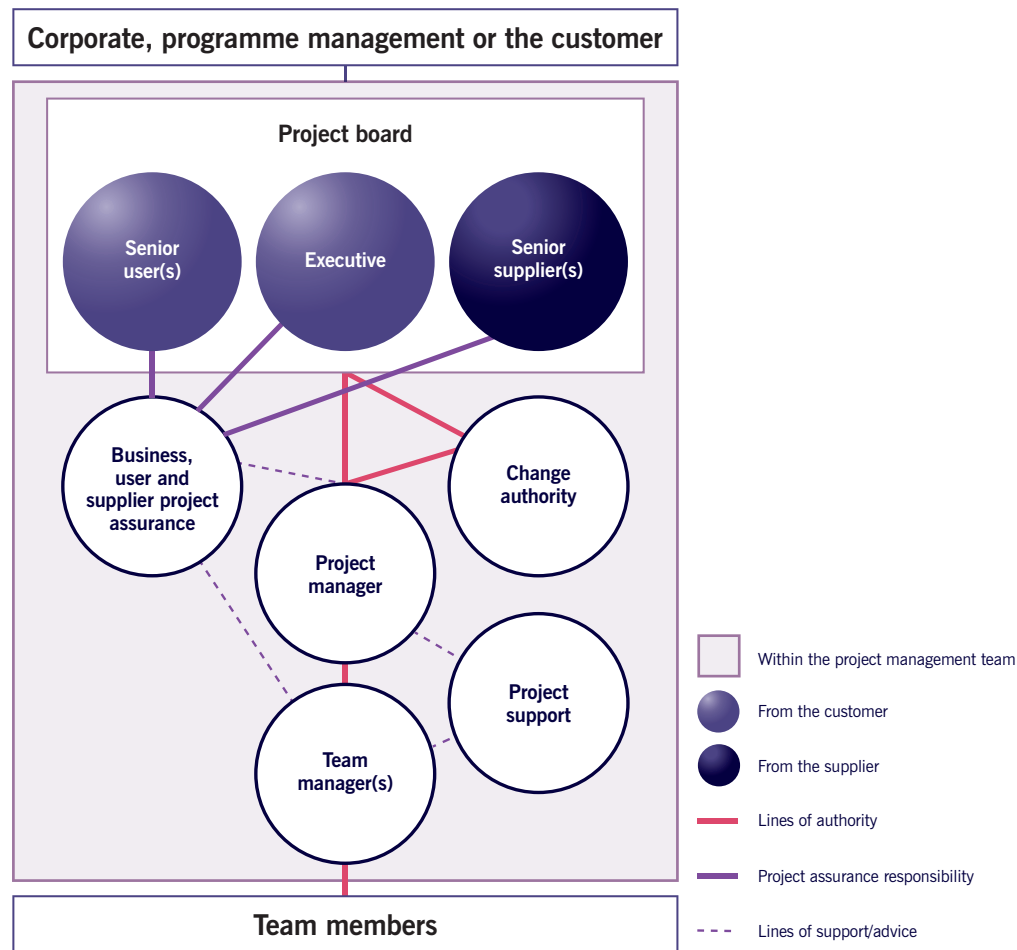 Corporate, programme management or the customer
Project board
Senior
user(s)
Executive
Senior
supplier(s)
Business,
user and
supplier project
assurance
Change
authority
Project
manager
Project
support
Team
manager(s)
Team members
Within the project management team
From the customer
From the supplier
Lines of authority
Project assurance responsibility
Lines of support/advice